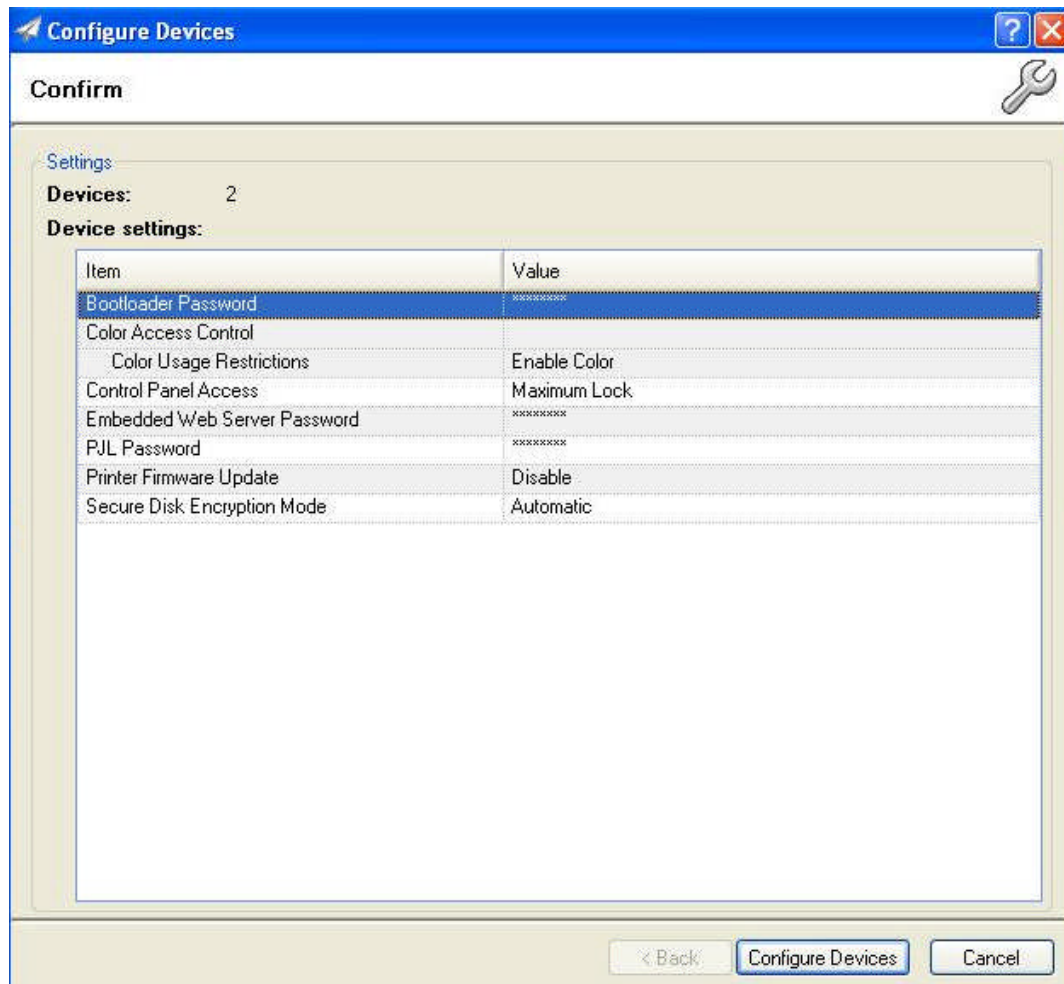 Configure Devices
Confirm
Settings
Devices: 2
Device settings:
Item Value
Bootloader Password ********
Color Access Control
Color Usage Restrictions Enable Color
Control Panel Access Maximum Lock
Embedded Web Server Password ********
PJL Password ********
Printer Firmware Update Disable
Secure Disk Encryption Mode Automatic
< Back Configure Devices Cancel